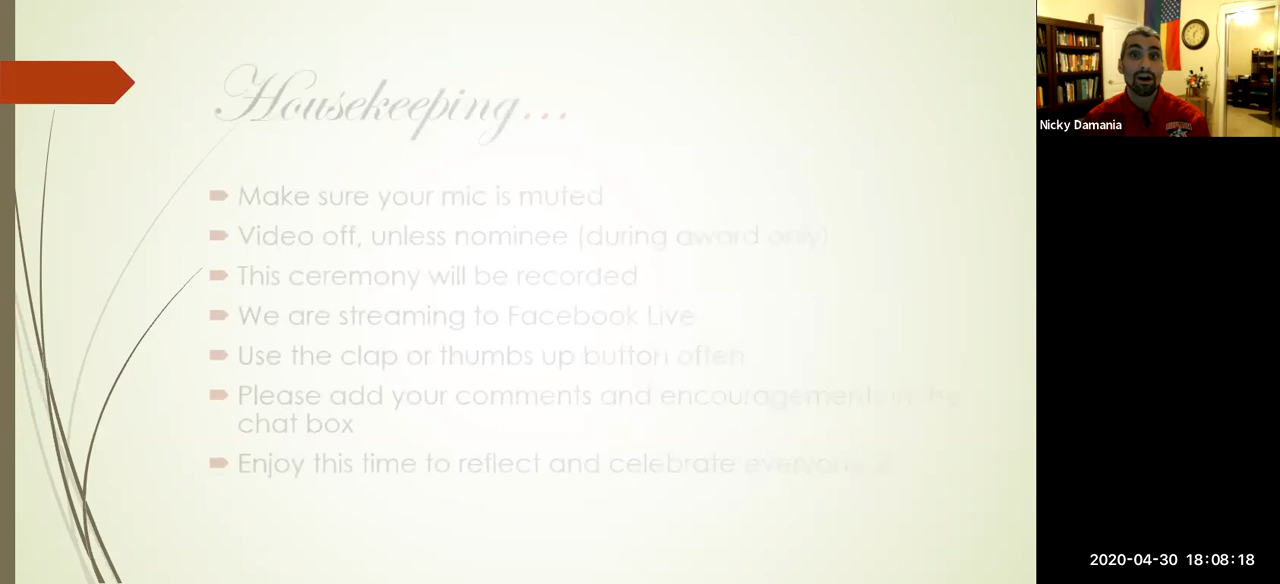 Housekeeping...
Make sure your mic is muted
Video off, unless nominee (during award only)
This ceremony will be recorded
We are streaming to Facebook Live
Use the clap or thumbs up button often
Please add your comments and encouragements in the
chat box
Enjoy this time to reflect and celebrate everyone
Nicky Damania
2020-04-30 18:08:18